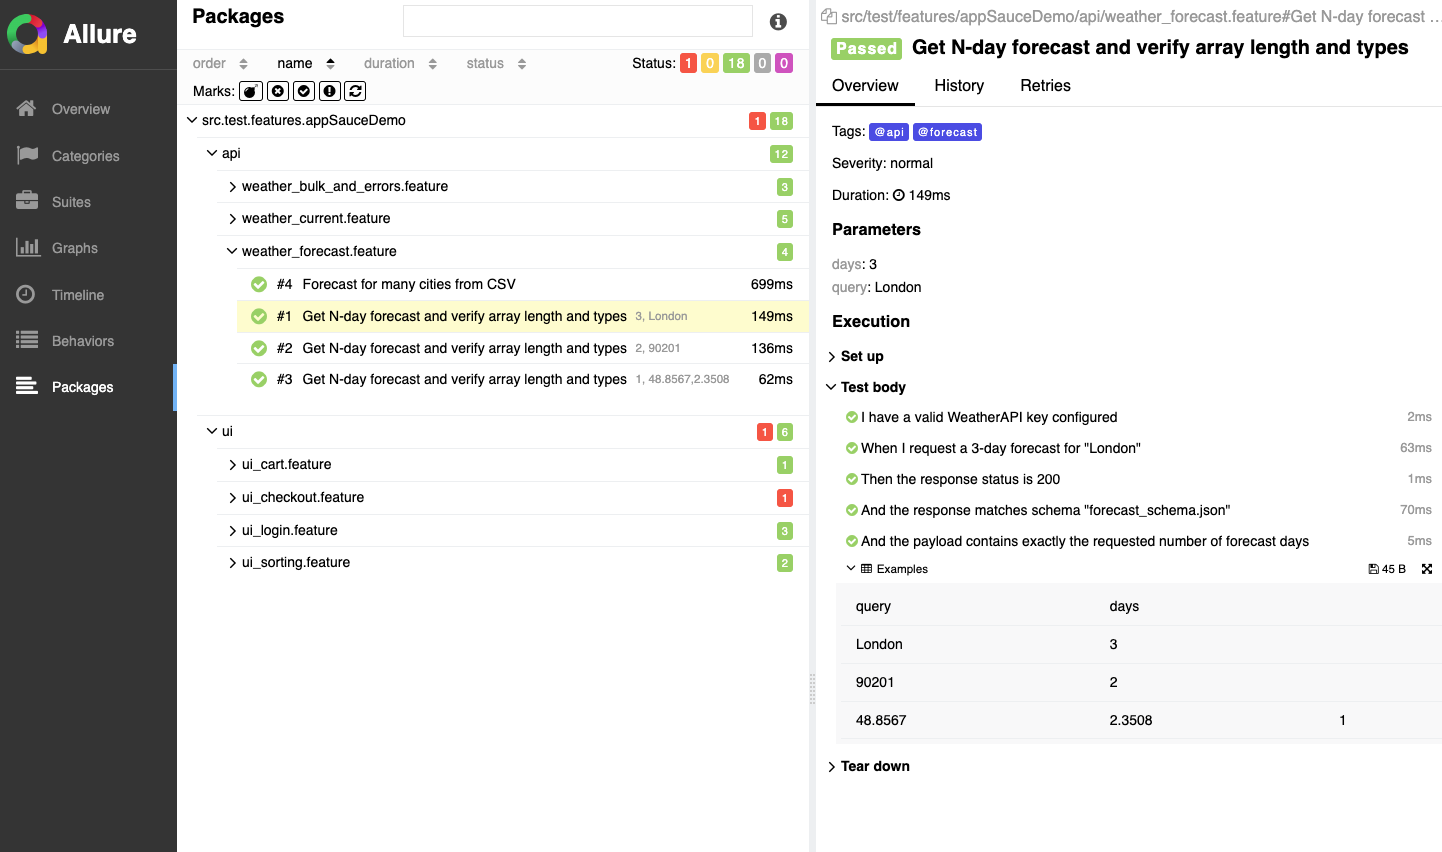 Allure
Overview
Categories
Suites
Graphs
Timeline
Behaviors
Packages
Packages
order name duration status Status: 1 0 18 0 0
Marks:
src.test.features.appSauceDemo 1 18
api 12
weather_bulk_and_errors.feature 3
weather_current.feature 5
weather_forecast.feature 4
#4 Forecast for many cities from CSV 699ms
#1 Get N-day forecast and verify array length and types 3, London 149ms
#2 Get N-day forecast and verify array length and types 2, 90201 136ms
#3 Get N-day forecast and verify array length and types 1, 48.8567,2.3508 62ms
ui 1 6
ui_cart.feature 1
ui_checkout.feature 1
ui_login.feature 3
ui_sorting.feature 2
src/test/features/appSauceDemo/api/weather_forecast.feature#Get N-day forecast ...
Passed Get N-day forecast and verify array length and types
Overview History Retries
Tags: @api @forecast
Severity: normal
Duration: 149ms
Parameters
days: 3
query: London
Execution
Set up
Test body
I have a valid WeatherAPI key configured 2ms
When I request a 3-day forecast for "London" 63ms
Then the response status is 200 1ms
And the response matches schema "forecast_schema.json" 70ms
And the payload contains exactly the requested number of forecast days 5ms
Examples 45 B
query days
London 3
90201 2
48.8567 2.3508 1
Tear down